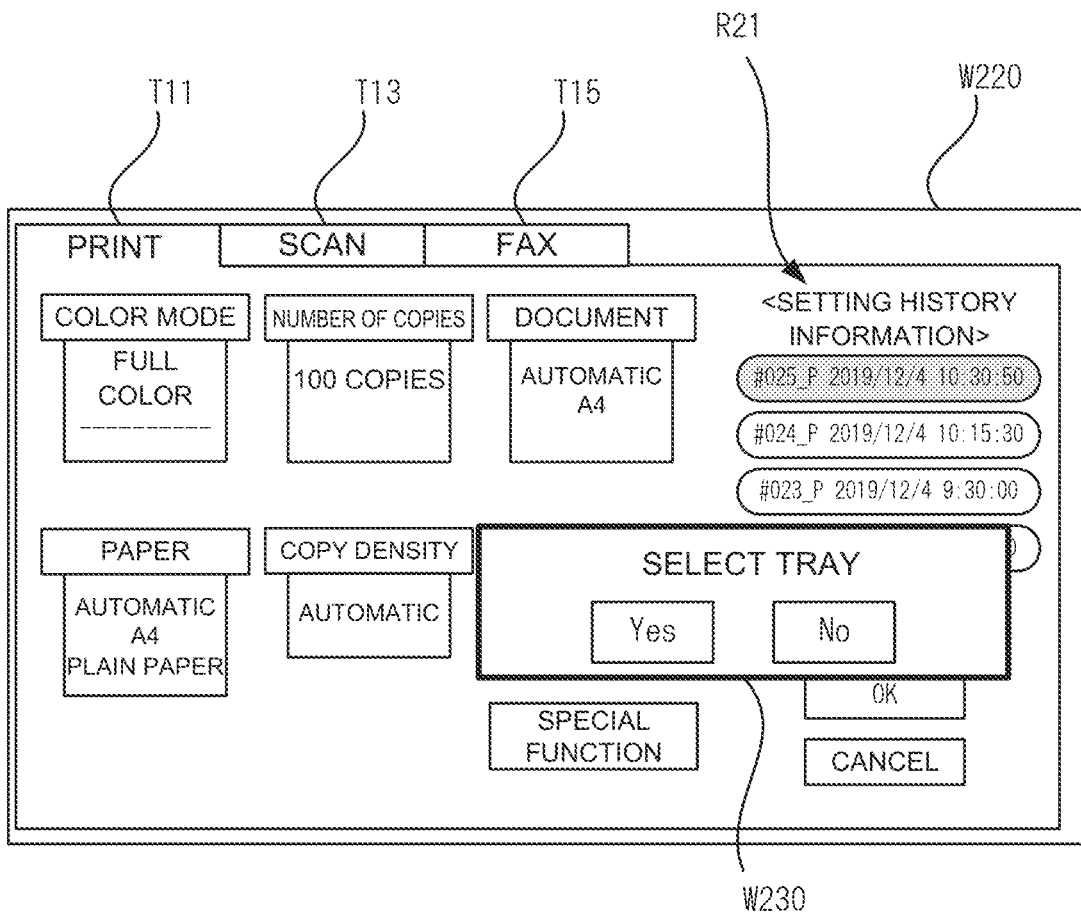 R21
T11
T13
T15
W220
PRINT
SCAN
FAX
COLOR MODE
FULL
COLOR
NUMBER OF COPIES
100 COPIES
DOCUMENT
AUTOMATIC
A4
<SETTING HISTORY
INFORMATION>
#025_P 2019/12/4 10:30:50
#024_P 2019/12/4 10:15:30
#023_P 2019/12/4 9:30:00
0
PAPER
AUTOMATIC
A4
PLAIN PAPER
COPY DENSITY
AUTOMATIC
SELECT TRAY
Yes
No
OK
SPECIAL
FUNCTION
CANCEL
W230